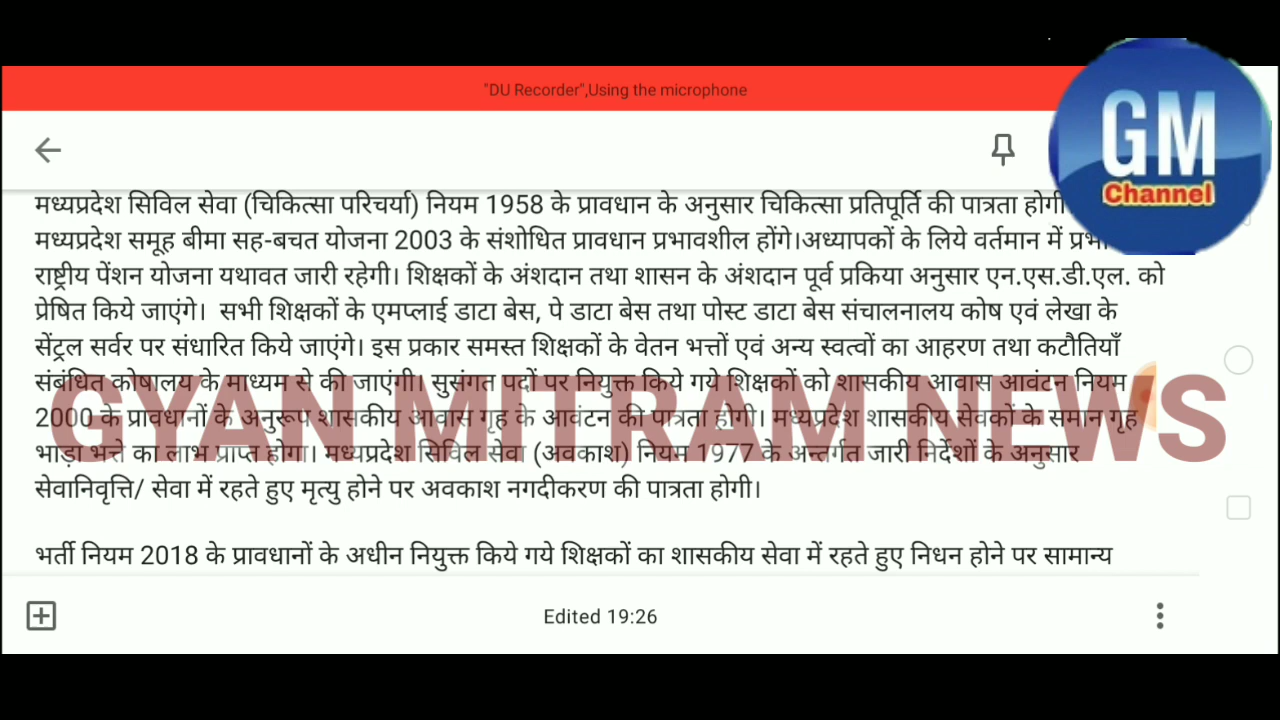 "DU Recorder",Using the microphone
GM
Channel
मध्यप्रदेश सिविल सेवा (चिकित्सा परिचर्या) नियम 1958 के प्रावधान के अनुसार चिकित्सा प्रतिपूर्ति की पात्रता होगी
मध्यप्रदेश समूह बीमा सह-बचत योजना 2003 के संशोधित प्रावधान प्रभावशील होंगे।अध्यापकों के लिये वर्तमान में
राष्ट्रीय पेंशन योजना यथावत जारी रहेगी। शिक्षकों के अंशदान तथा शासन के अंशदान पूर्व प्रकिया अनुसार एन.एस.डी.एल. को
प्रेषित किये जाएंगे। सभी शिक्षकों के एमप्लाई डाटा बेस, पे डाटा बेस तथा पोस्ट डाटा बेस संचालनालय कोष एवं लेखा के
सेंट्रल सर्वर पर संधारित किये जाएंगे। इस प्रकार समस्त शिक्षकों के वेतन भत्तों एवं अन्य स्वत्वों का आहरण तथा कटौतियाँ
संबंधित कोषालय के माध्यम से की जाएंगी। सुसंगत पदों पर नियुक्त किये गये शिक्षकों को शासकीय आवास आवंटन नियम
2000 के प्रावधानों के अनुरूप शासकीय आवास गृह के आवंटन की पात्रता होगी। मध्यप्रदेश शासकीय सेवकों के समान गृह
भाड़ा भत्ते का लाभ प्राप्त होगा। मध्यप्रदेश सिविल सेवा (अवकाश) नियम 1977 के अन्तर्गत जारी निर्देशों के अनुसार
सेवानिवृत्ति/ सेवा में रहते हुए मृत्यु होने पर अवकाश नगदीकरण की पात्रता होगी।
GYAN MITRAM NEWS
भर्ती नियम 2018 के प्रावधानों के अधीन नियुक्त किये गये शिक्षकों का शासकीय सेवा में रहते हुए निधन होने पर सामान्य
Edited 19:26